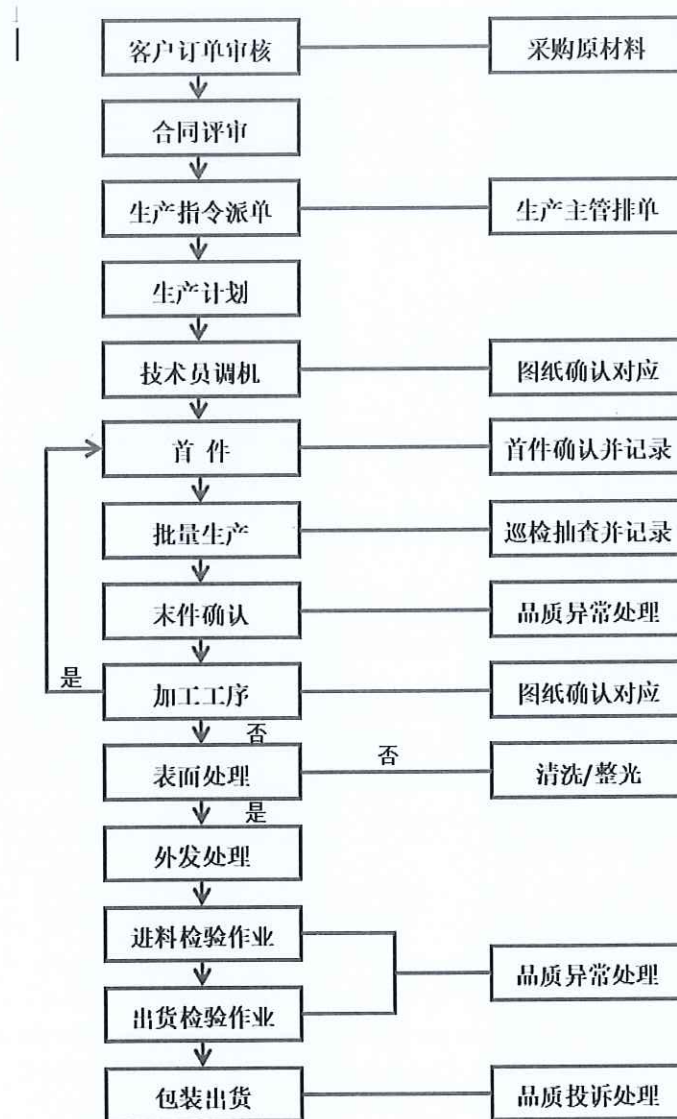 客户订单审核
采购原材料
合同评审
生产指令派单
生产主管排单
生产计划
技术员调机
图纸确认对应
首 件
首件确认并记录
批量生产
巡检抽查并记录
末件确认
品质异常处理
是
加工工序
图纸确认对应
否
表面处理
否
清洗/整光
是
外发处理
进料检验作业
品质异常处理
出货检验作业
包装出货
品质投诉处理